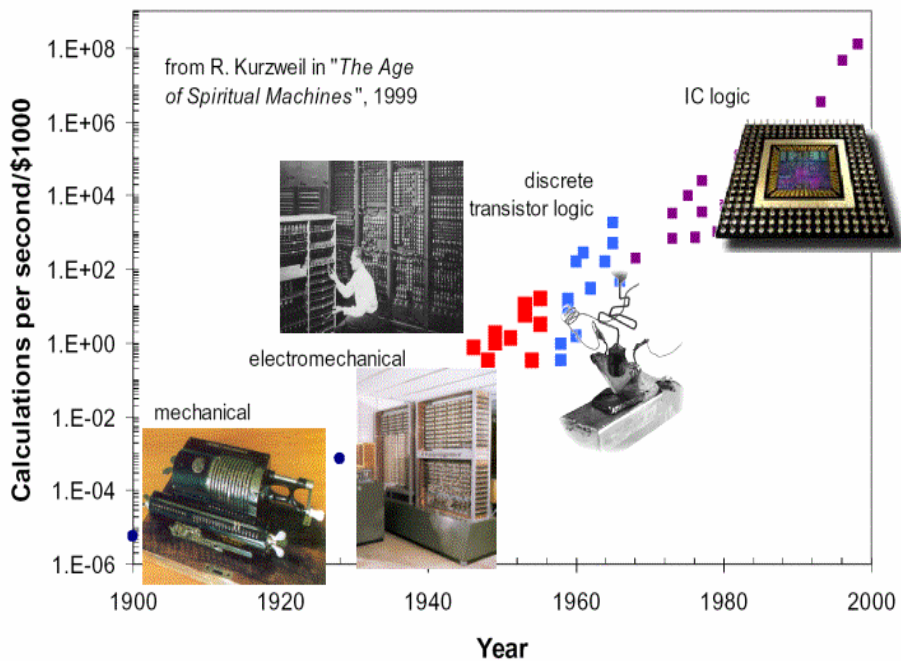 1.E+08
from R. Kurzweil in "The Age
of Spiritual Machines", 1999
IC logic
1.E+06
discrete
transistor logic
1.E+04
1.E+02
1.E+00
electromechanical
mechanical
1.E-02
1.E-04
1.E-06
Calculations per second/$1000
1900
1920
1940
1960
1980
2000
Year